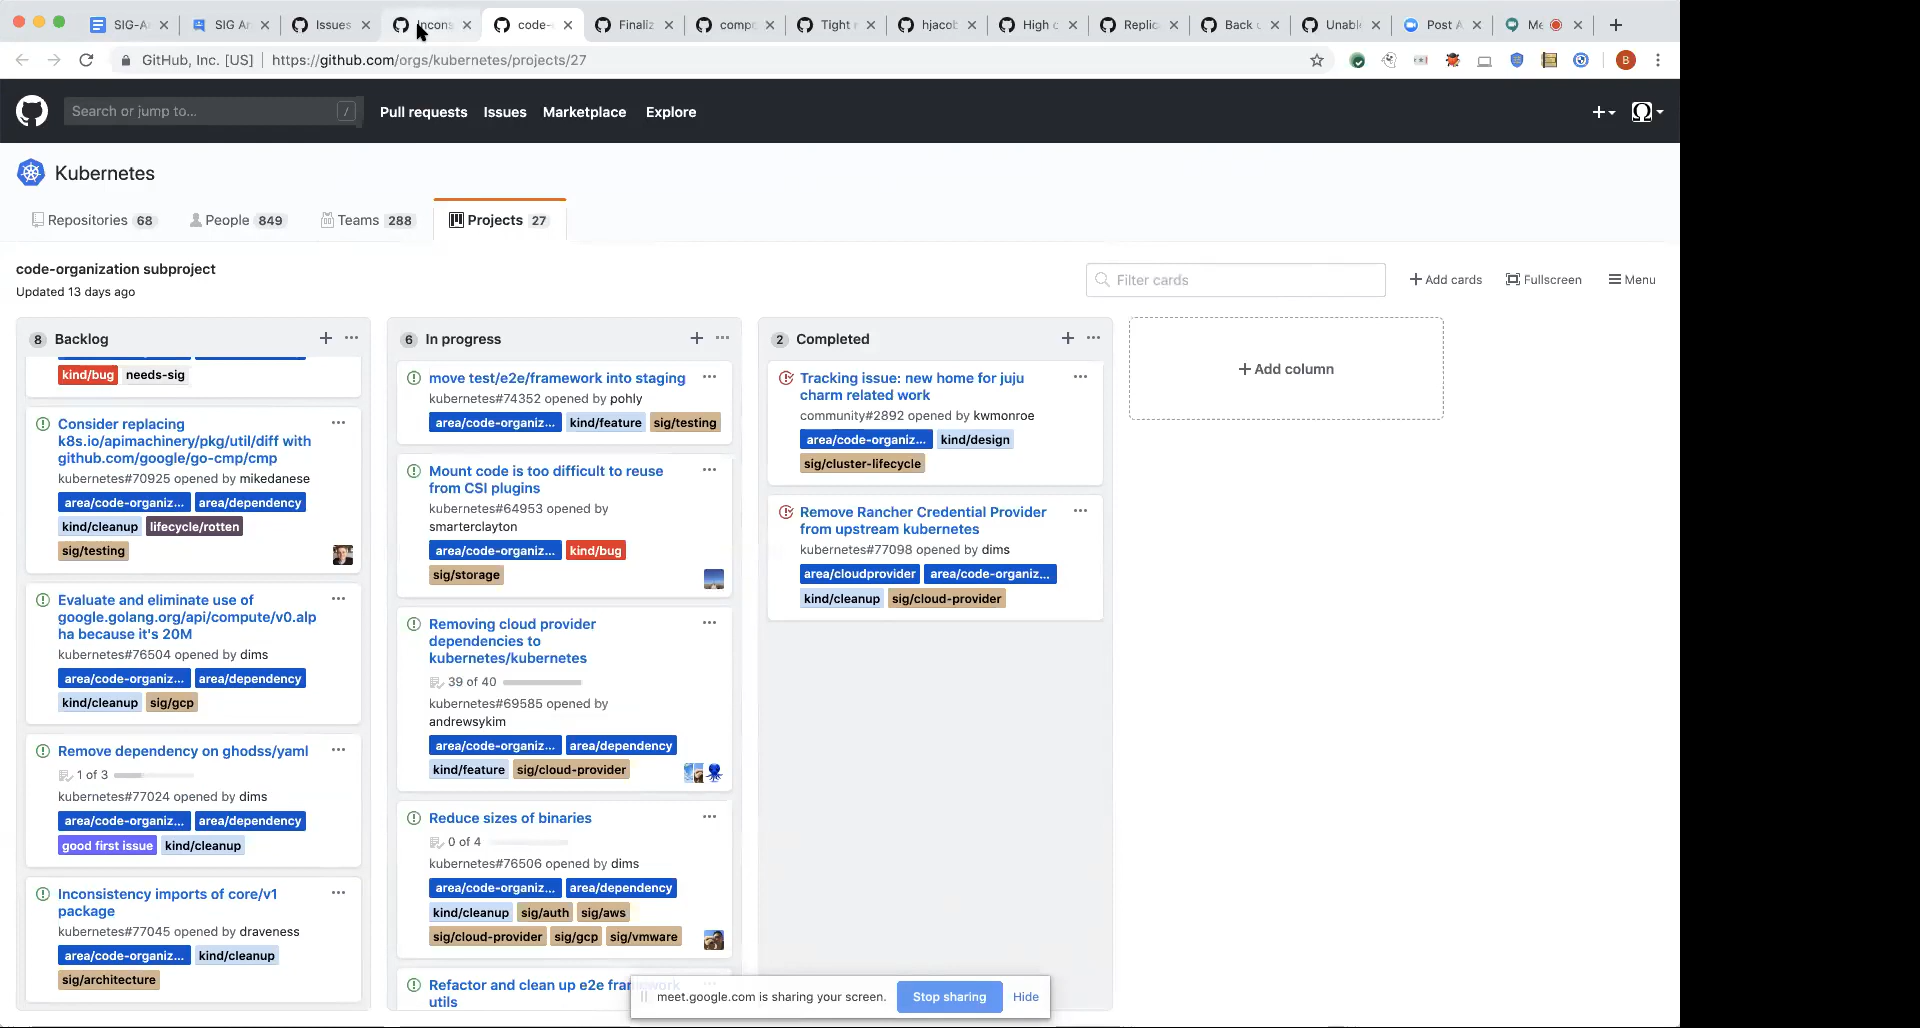 SIG-A
SIG Ar
Issues
Incons
code-
Finaliz
comp
Tight r
hjacob
High c
Replic
Back u
Unabl
Post A
Me
GitHub, Inc. [US]
https://github.com/orgs/kubernetes/projects/27
B
Search or jump to...
/
Pull requests
Issues
Marketplace
Explore
Kubernetes
Repositories 68
People 849
Teams 288
Projects 27
code-organization subproject
Updated 13 days ago
Filter cards
Add cards
Fullscreen
Menu
8 Backlog
kind/bug needs-sig
Consider replacing
k8s.io/apimachinery/pkg/util/diff with
github.com/google/go-cmp/cmp
kubernetes#70925 opened by mikedanese
area/code-organiz... area/dependency
kind/cleanup lifecycle/rotten
sig/testing
Evaluate and eliminate use of
google.golang.org/api/compute/v0.alp
ha because it's 20M
kubernetes#76504 opened by dims
area/code-organiz... area/dependency
kind/cleanup sig/gcp
Remove dependency on ghodss/yaml
1 of 3
kubernetes#77024 opened by dims
area/code-organiz... area/dependency
good first issue kind/cleanup
Inconsistency imports of core/v1
package
kubernetes#77045 opened by draveness
area/code-organiz... kind/cleanup
sig/architecture
6 In progress
move test/e2e/framework into staging
kubernetes#74352 opened by pohly
area/code-organiz... kind/feature sig/testing
Mount code is too difficult to reuse
from CSI plugins
kubernetes#64953 opened by
smarterclayton
area/code-organiz... kind/bug
sig/storage
Removing cloud provider
dependencies to
kubernetes/kubernetes
39 of 40
kubernetes#69585 opened by
andrewsykim
area/code-organiz... area/dependency
kind/feature sig/cloud-provider
Reduce sizes of binaries
0 of 4
kubernetes#76506 opened by dims
area/code-organiz... area/dependency
kind/cleanup sig/auth sig/aws
sig/cloud-provider sig/gcp sig/vmware
Refactor and clean up e2e framework
utils
2 Completed
Tracking issue: new home for juju
charm related work
community#2892 opened by kwmonroe
area/code-organiz... kind/design
sig/cluster-lifecycle
Remove Rancher Credential Provider
from upstream kubernetes
kubernetes#77098 opened by dims
area/cloudprovider area/code-organiz...
kind/cleanup sig/cloud-provider
Add column
meet.google.com is sharing your screen.
Stop sharing
Hide